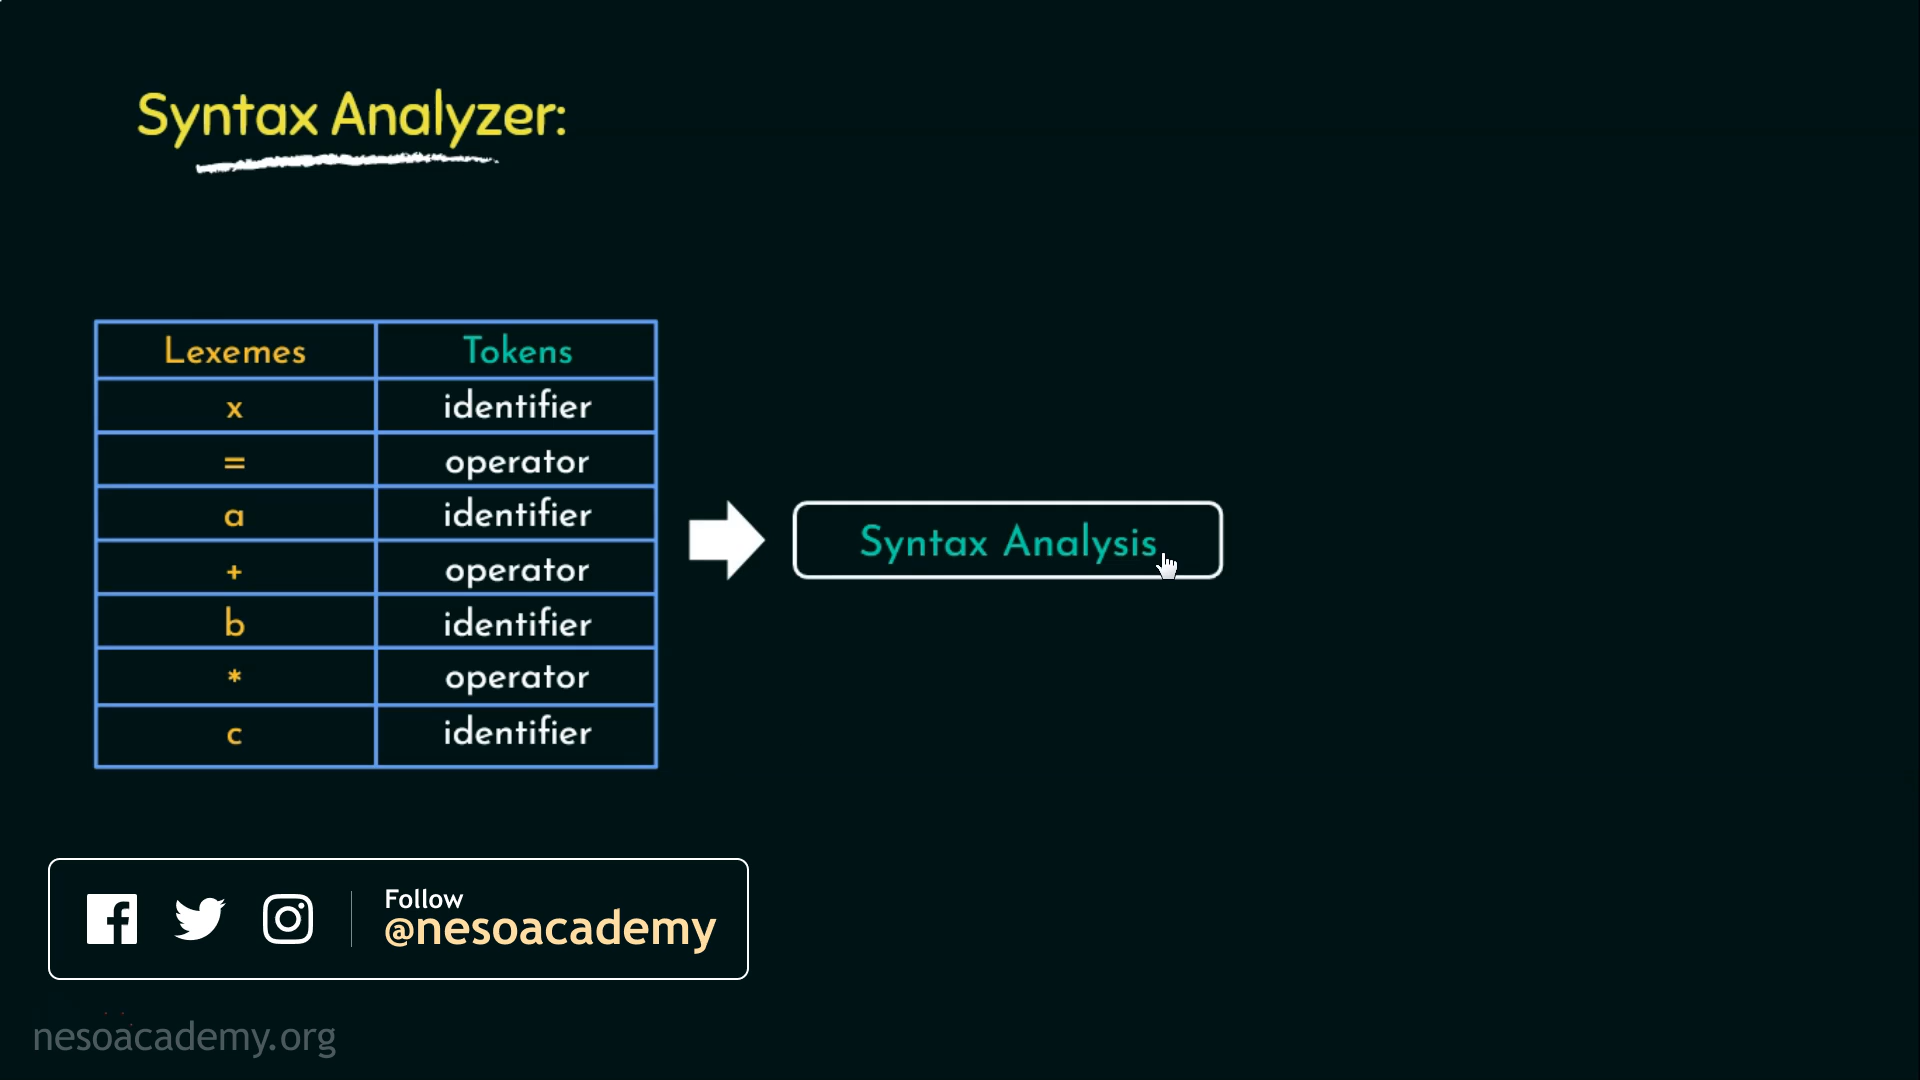 Syntax Analyzer:
Lexemes Tokens
x identifier
= operator
a identifier
+ operator
b identifier
* operator
c identifier
Syntax Analysis
Follow
@nesoacademy
nesoacademy.org